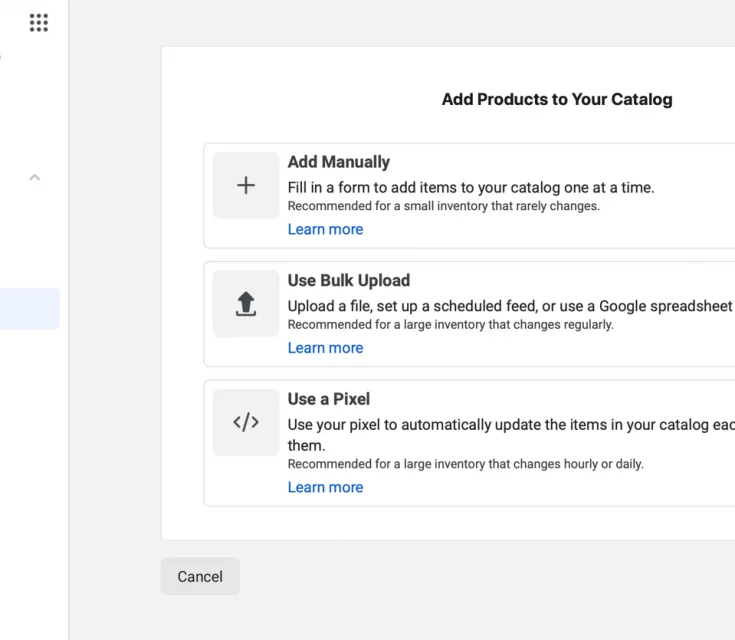 Add Products to Your Catalog
Add Manually
Fill in a form to add items to your catalog one at a time.
Recommended for a small inventory that rarely changes.
Learn more
Use Bulk Upload
Upload a file, set up a scheduled feed, or use a Google spreadsheet
Recommended for a large inventory that changes regularly.
Learn more
Use a Pixel
Use your pixel to automatically update the items in your catalog
them.
Recommended for a large inventory that changes hourly or daily.
Learn more
Cancel